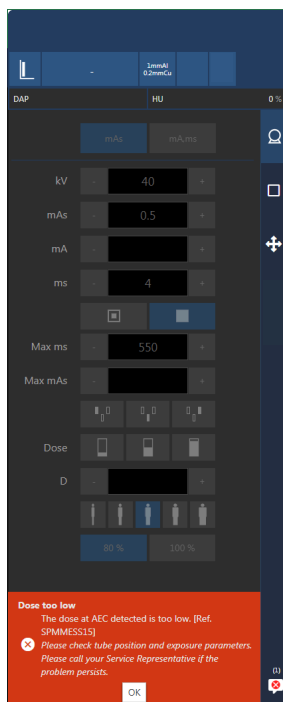 -
1mmAl
0.2mmCu
DAP HU 0 %
mAs mA,ms
kV - 40 +
mAs - 0.5 +
mA - +
ms - 4 +
Max ms - 550 +
Max mAs - +
Dose
D - +
80 % 100 %
Dose too low
The dose at AEC detected is too low. [Ref.
SPMMESS15]
Please check tube position and exposure parameters.
Please call your Service Representative if the
problem persists.
(1)
OK